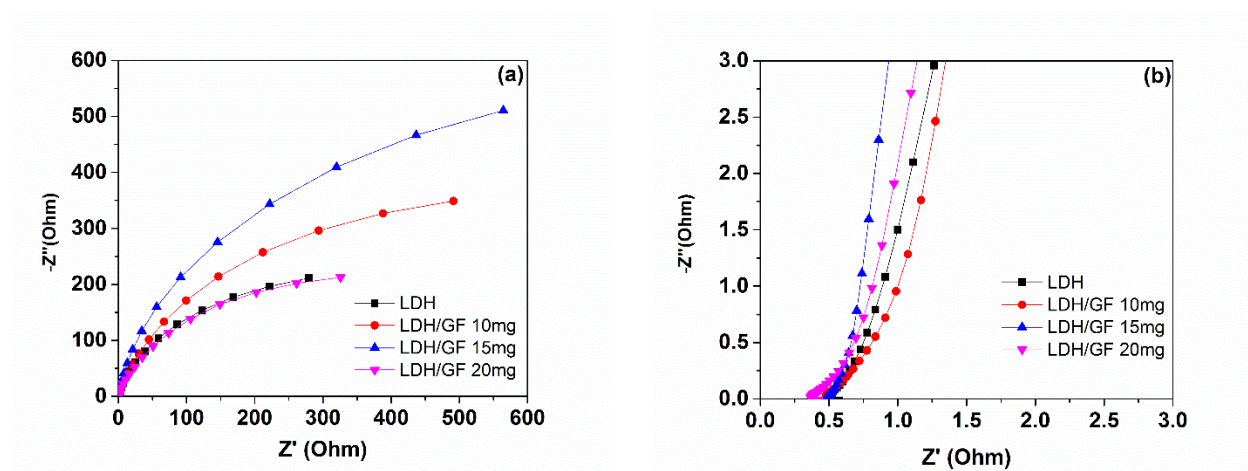 (a)
600
500
400
300
200
100
0
-Z"(Ohm)
LDH
LDH/GF 10mg
LDH/GF 15mg
LDH/GF 20mg
0 100 200 300 400 500 600
Z' (Ohm)
(b)
3.0
2.5
2.0
1.5
1.0
0.5
0.0
-Z"(Ohm)
LDH
LDH/GF 10mg
LDH/GF 15mg
LDH/GF 20mg
0.0 0.5 1.0 1.5 2.0 2.5 3.0
Z' (Ohm)